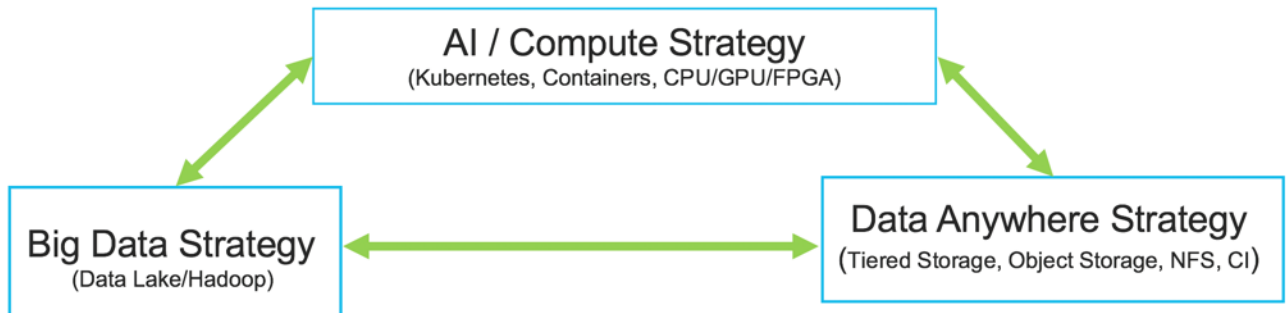 AI / Compute Strategy
(Kubernetes, Containers, CPU/GPU/FPGA)
Big Data Strategy
(Data Lake/Hadoop)
Data Anywhere Strategy
(Tiered Storage, Object Storage, NFS, CI)